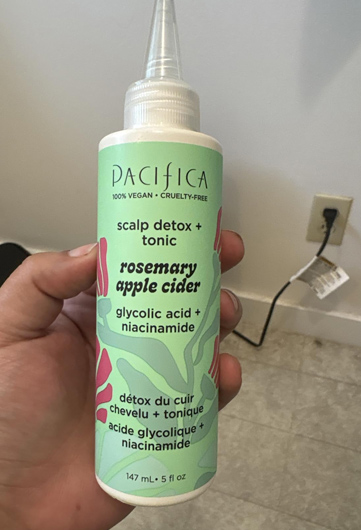 PACIFICA
100% VEGAN • CRUELTY-FREE
scalp detox +
tonic
rosemary
apple cider
glycolic acid +
niacinamide
détox du cuir
chevelu + tonique
acide glycolique +
niacinamide
147 mL • 5 fl oz